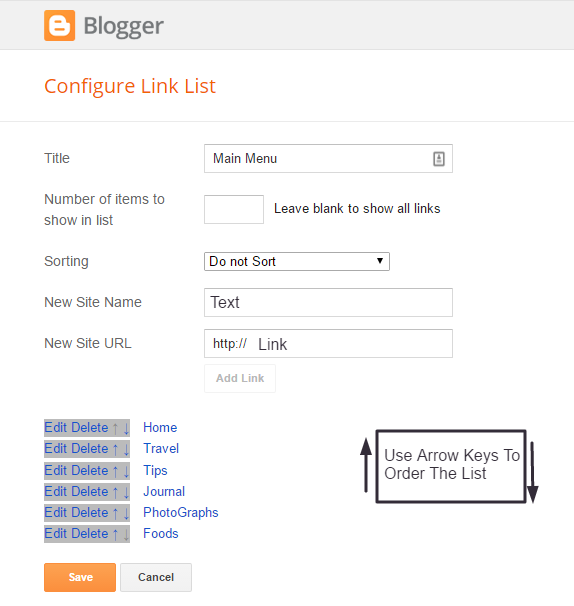 Blogger
Configure Link List
Title Main Menu
Number of items to
show in list
Leave blank to show all links
Sorting Do not Sort
New Site Name Text
New Site URL http:// Link
Add Link
Edit Delete ↑ ↓ Home
Edit Delete ↑ ↓ Travel
Edit Delete ↑ ↓ Tips
Edit Delete ↑ ↓ Journal
Edit Delete ↑ ↓ PhotoGraphs
Edit Delete ↑ ↓ Foods
Use Arrow Keys To
Order The List
Save Cancel